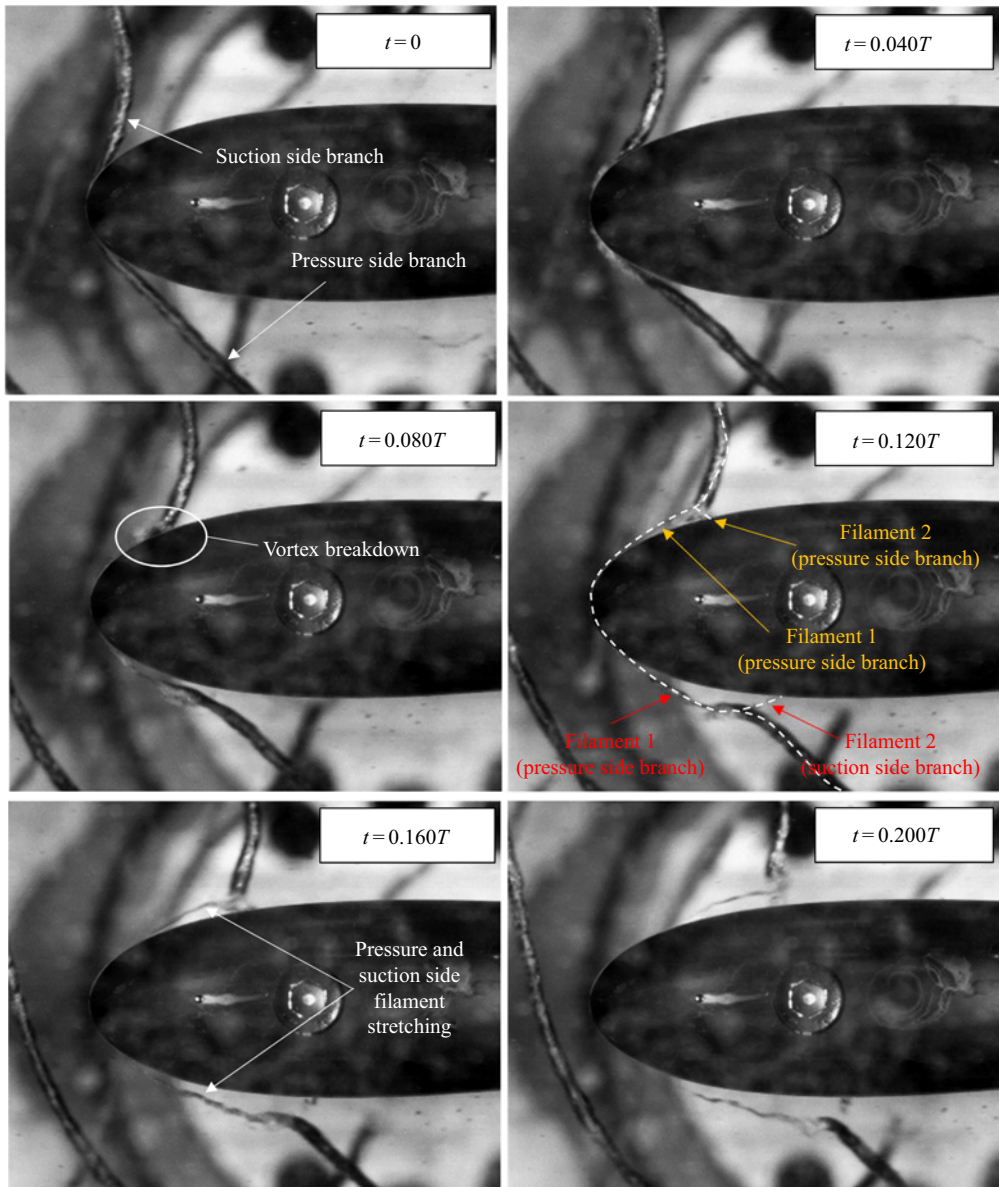 t = 0
Suction side branch
Pressure side branch
t = 0.040T
t = 0.080T
Vortex breakdown
t = 0.120T
Filament 2
(pressure side branch)
Filament 1
(pressure side branch)
Filament 1
(pressure side branch)
Filament 2
(suction side branch)
t = 0.160T
Pressure and
suction side
filament
stretching
t = 0.200T